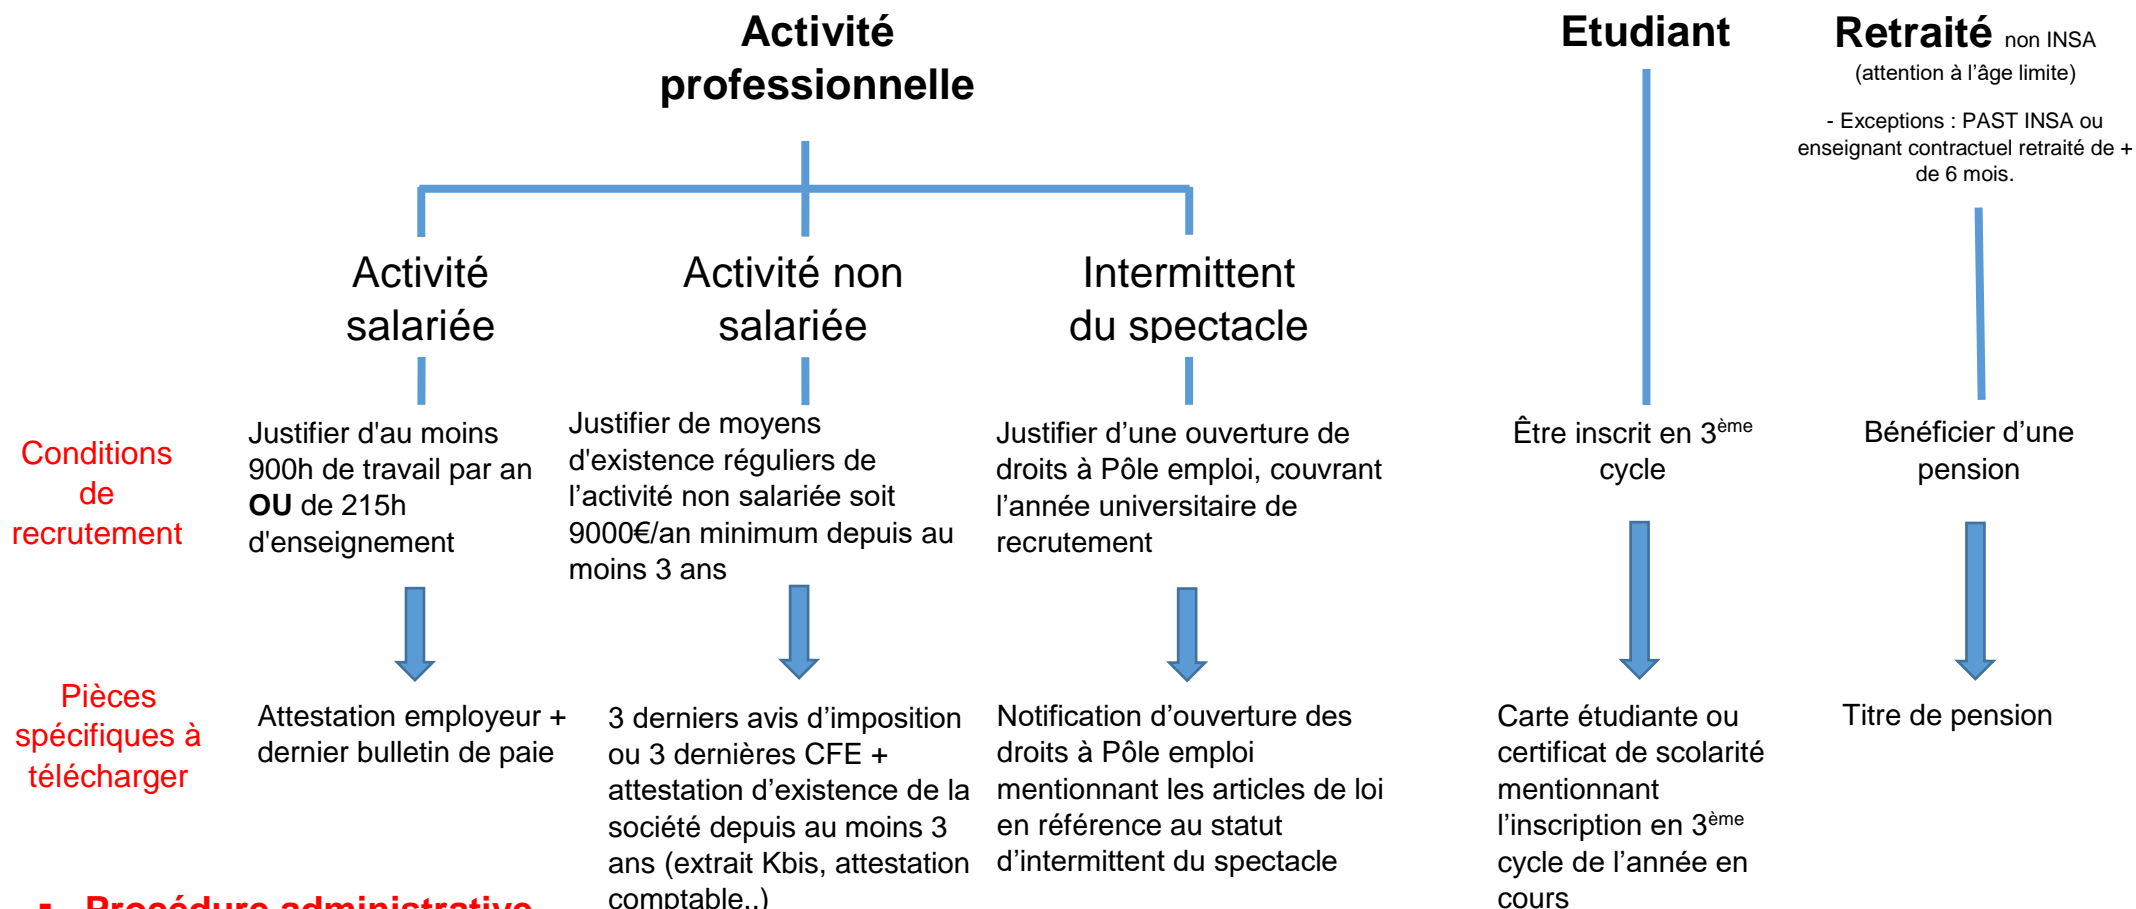 Activité
professionnelle
Etudiant
Retraité non INSA
(attention à l'âge limite)
- Exceptions : PAST INSA ou
enseignant contractuel retraité de +
de 6 mois.
Activité
salariée
Activité non
salariée
Intermittent
du spectacle
Conditions
de
recrutement
Justifier d'au moins
900h de travail par an
OU de 215h
d'enseignement
Justifier de moyens
d'existence réguliers de
l'activité non salariée soit
9000€/an minimum depuis au
moins 3 ans
Justifier d'une ouverture de
droits à Pôle emploi, couvrant
l'année universitaire de
recrutement
Être inscrit en 3ème
cycle
Bénéficier d'une
pension
Pièces
spécifiques à
télécharger
Attestation employeur +
dernier bulletin de paie
3 derniers avis d'imposition
ou 3 dernières CFE +
attestation d'existence de la
société depuis au moins 3
ans (extrait Kbis, attestation
comptable..)
Notification d'ouverture des
droits à Pôle emploi
mentionnant les articles de loi
en référence au statut
d'intermittent du spectacle
Carte étudiante ou
certificat de scolarité
mentionnant
l'inscription en 3ème
cycle de l'année en
cours
Titre de pension
▪ Procédure administrative